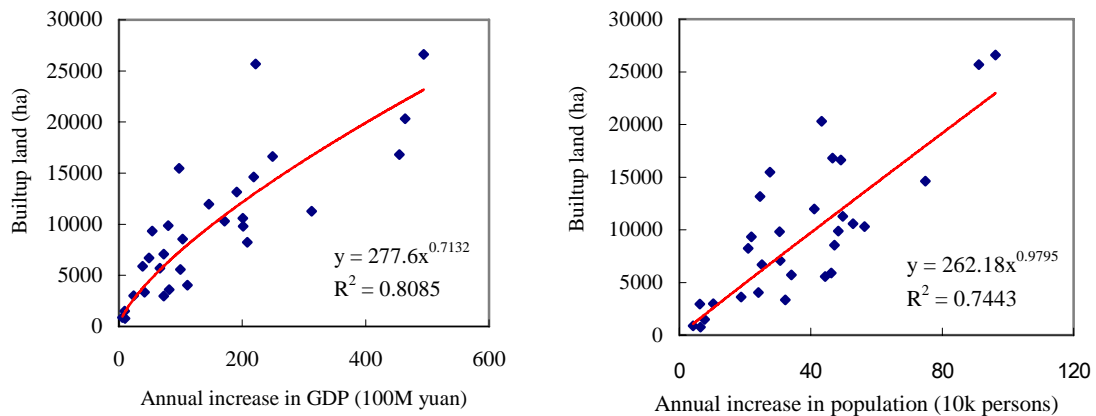 30000
25000
20000
15000
10000
5000
0
Builtup land (ha)
y = 277.6x^0.7132
R^2 = 0.8085
0 200 400 600
Annual increase in GDP (100M yuan)
30000
25000
20000
15000
10000
5000
0
Builtup land (ha)
y = 262.18x^0.9795
R^2 = 0.7443
0 40 80 120
Annual increase in population (10k persons)